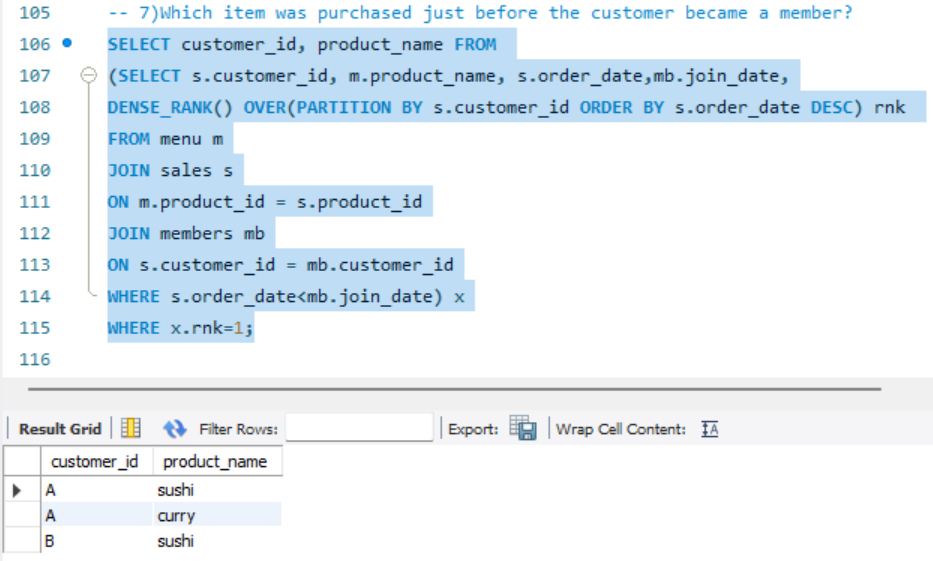 105 -- 7)Which item was purchased just before the customer became a member?
106 SELECT customer_id, product_name FROM
107 (SELECT s.customer_id, m.product_name, s.order_date,mb.join_date,
108 DENSE_RANK() OVER(PARTITION BY s.customer_id ORDER BY s.order_date DESC) rnk
109 FROM menu m
110 JOIN sales s
111 ON m.product_id = s.product_id
112 JOIN members mb
113 ON s.customer_id = mb.customer_id
114 WHERE s.order_date<mb.join_date) x
115 WHERE x.rnk=1;
116
Result Grid Filter Rows: Export: Wrap Cell Content: IA
customer_id product_name
A sushi
A curry
B sushi